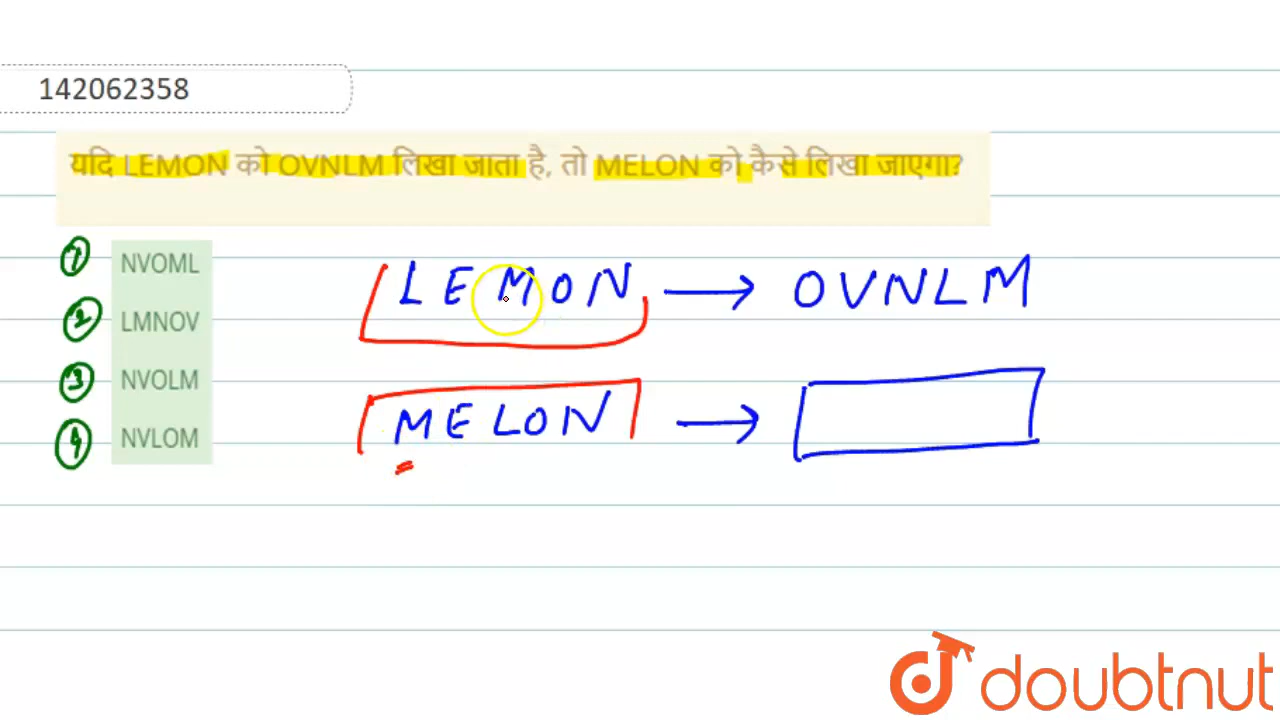 142062358
यदि LEMON को OVNLM लिखा जाता है, तो MELON को कैसे लिखा जाएगा?
1 NVOML
2 LMNOV
3 NVOLM
4 NVLOM
LEMON → OVNLM
MELON →
doubtnut